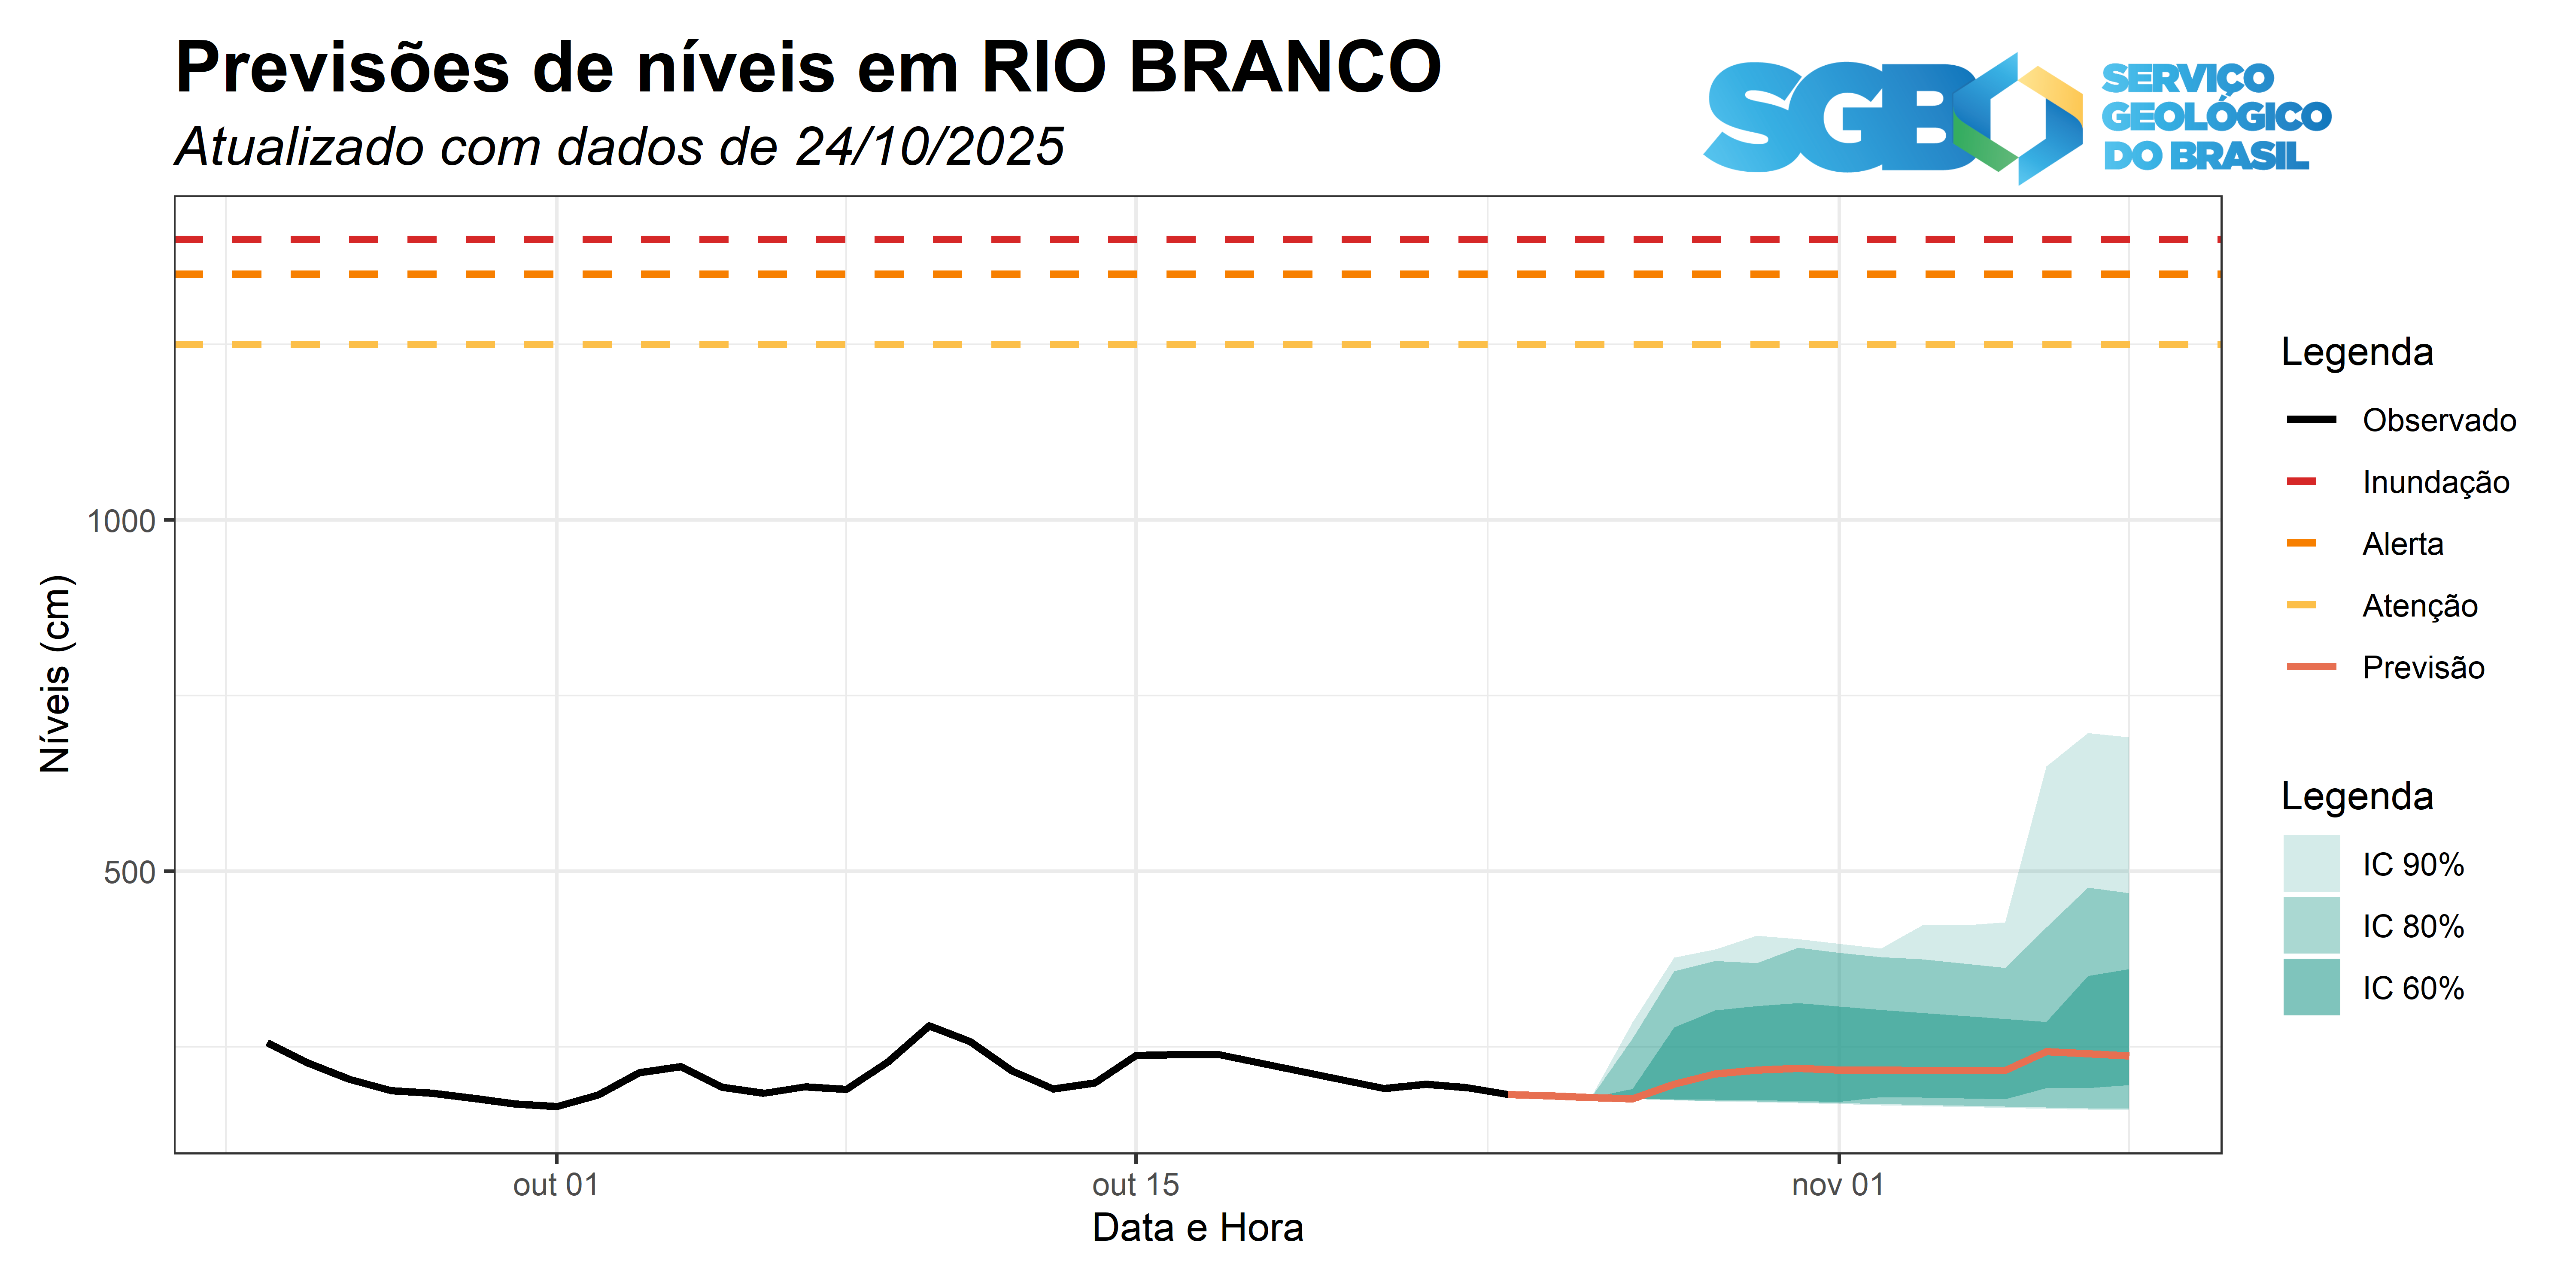 Previsões de níveis em RIO BRANCO
Atualizado com dados de 24/10/2025
SGB
SERVIÇO
GEOLÓGICO
DO BRASIL
Níveis (cm)
1000
500
out 01
out 15
nov 01
Data e Hora
Legenda
Observado
Inundação
Alerta
Atenção
Previsão
Legenda
IC 90%
IC 80%
IC 60%